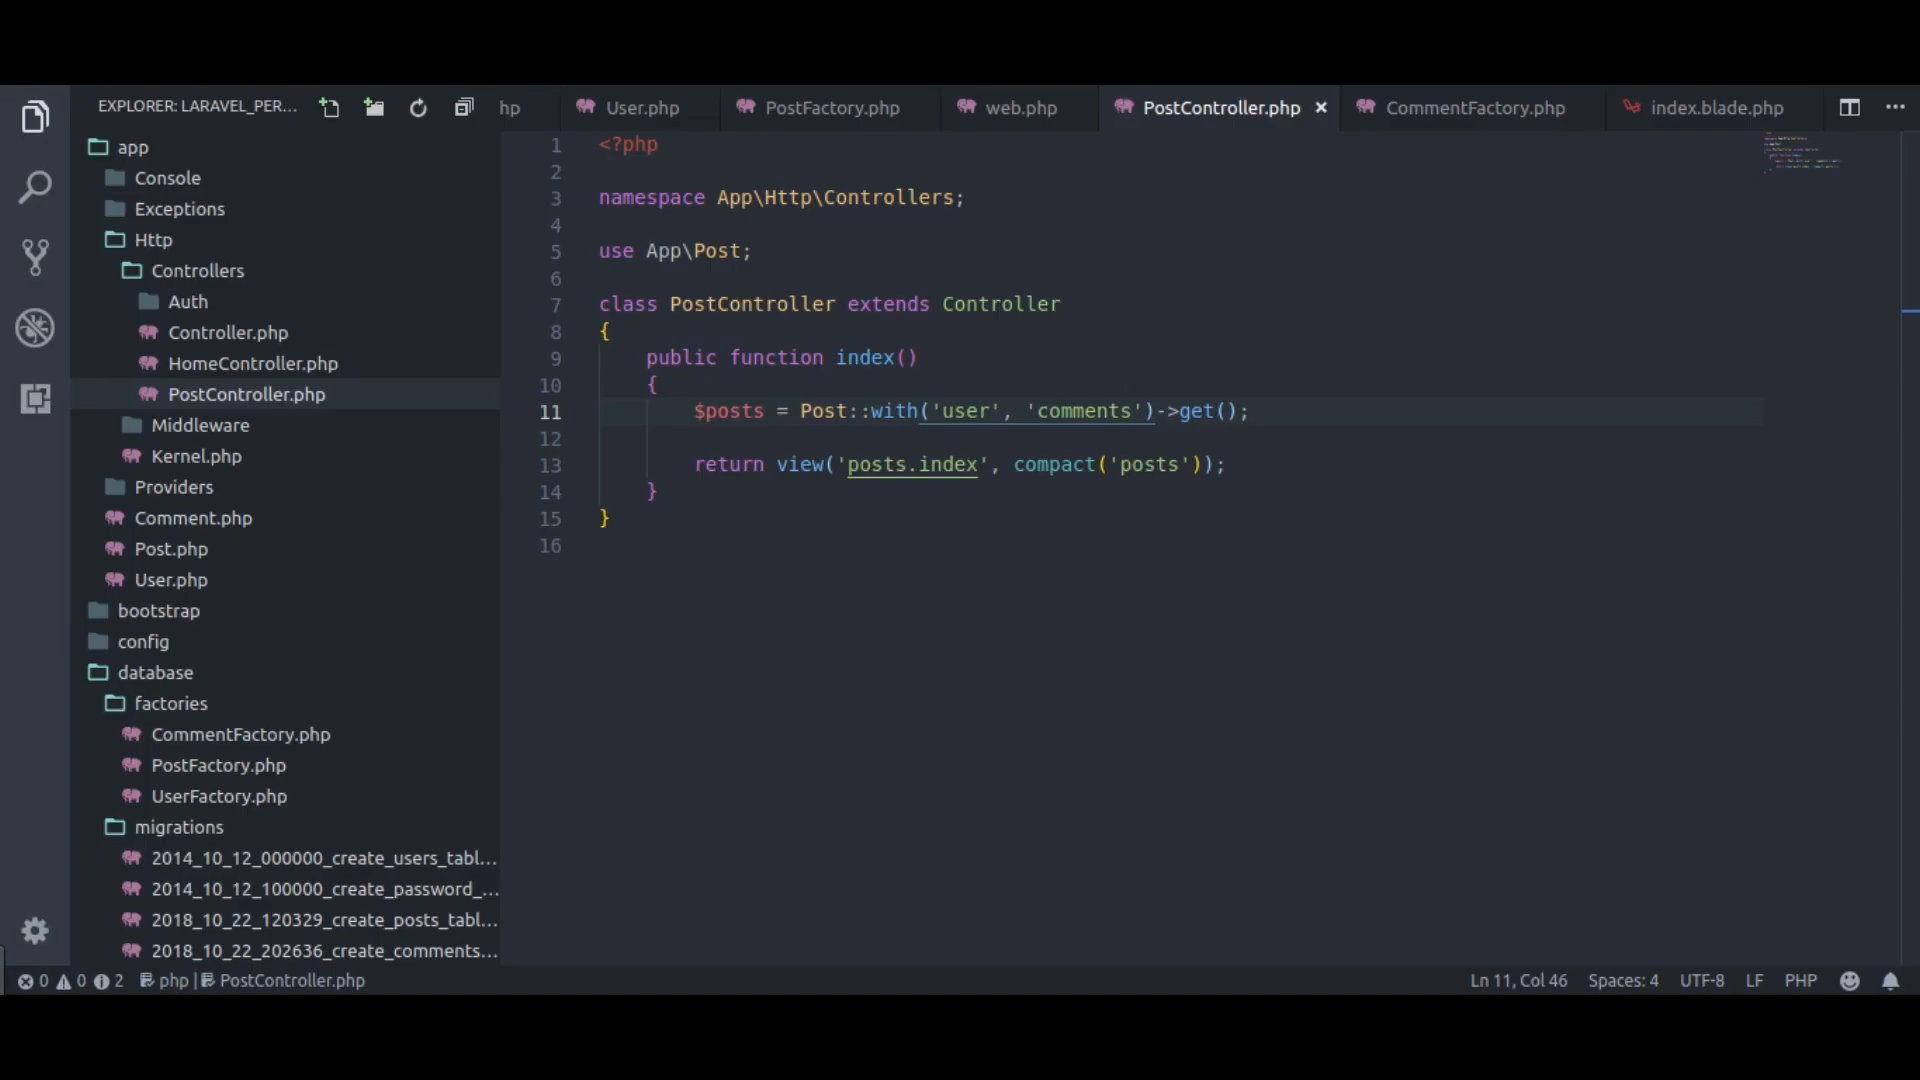 EXPLORER: LARAVEL_PER...
hp
User.php
PostFactory.php
web.php
PostController.php ×
CommentFactory.php
index.blade.php
app
Console
Exceptions
Http
Controllers
Auth
Controller.php
HomeController.php
PostController.php
Middleware
Kernel.php
Providers
Comment.php
Post.php
User.php
bootstrap
config
database
factories
CommentFactory.php
PostFactory.php
UserFactory.php
migrations
2014_10_12_000000_create_users_tabl...
2014_10_12_100000_create_password_...
2018_10_22_120329_create_posts_tabl...
2018_10_22_202636_create_comments...
1 <?php
2
3 namespace App\Http\Controllers;
4
5 use App\Post;
6
7 class PostController extends Controller
8 {
9 public function index()
10 {
11 $posts = Post::with('user', 'comments')->get();
12
13 return view('posts.index', compact('posts'));
14 }
15 }
16
0 0 2 php | PostController.php
Ln 11, Col 46 Spaces: 4 UTF-8 LF PHP